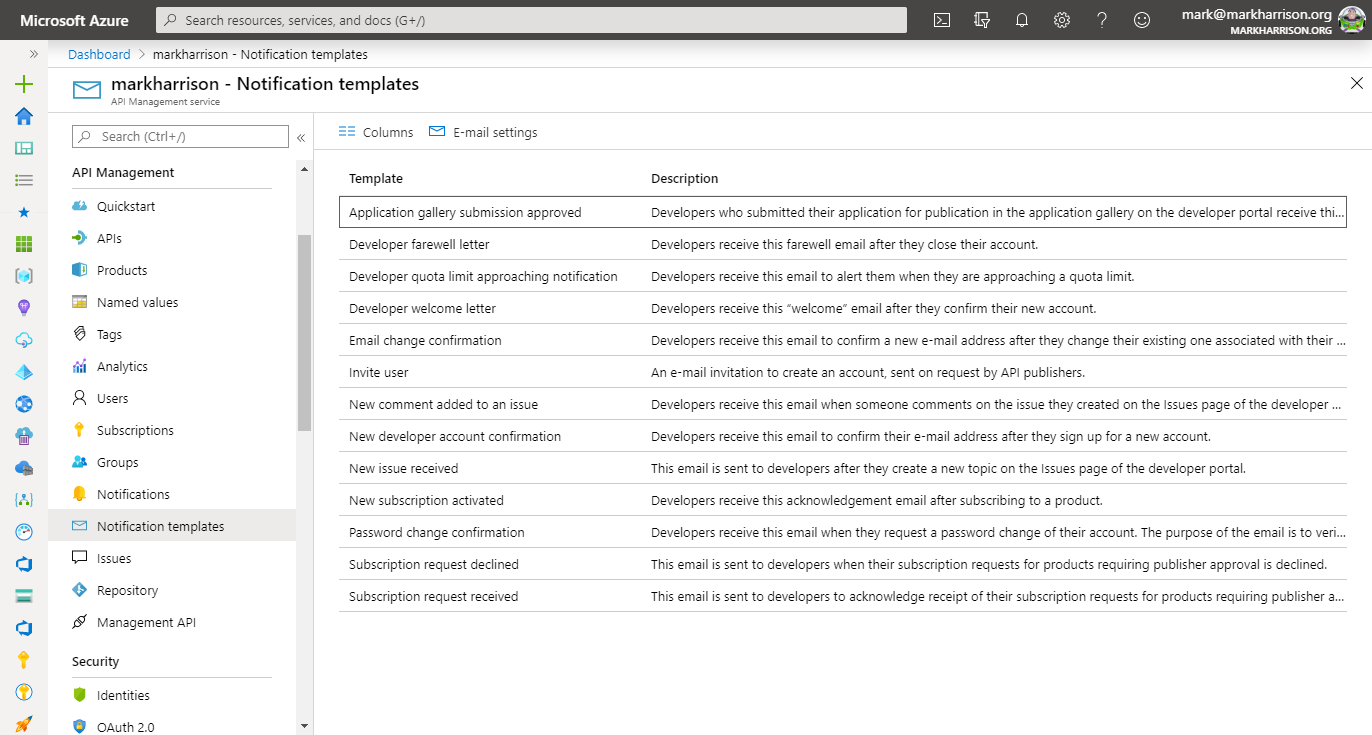 Microsoft Azure
Search resources, services, and docs (G+/)
mark@markharrison.org
MARKHARRISON.ORG
Dashboard > markharrison - Notification templates
markharrison - Notification templates
API Management service
Search (Ctrl+/)
API Management
Quickstart
APIs
Products
Named values
Tags
Analytics
Users
Subscriptions
Groups
Notifications
Notification templates
Issues
Repository
Management API
Security
Identities
OAuth 2.0
Columns E-mail settings
Template Description
Application gallery submission approved Developers who submitted their application for publication in the application gallery on the developer portal receive thi...
Developer farewell letter Developers receive this farewell email after they close their account.
Developer quota limit approaching notification Developers receive this email to alert them when they are approaching a quota limit.
Developer welcome letter Developers receive this “welcome” email after they confirm their new account.
Email change confirmation Developers receive this email to confirm a new e-mail address after they change their existing one associated with their ...
Invite user An e-mail invitation to create an account, sent on request by API publishers.
New comment added to an issue Developers receive this email when someone comments on the issue they created on the Issues page of the developer ...
New developer account confirmation Developers receive this email to confirm their e-mail address after they sign up for a new account.
New issue received This email is sent to developers after they create a new topic on the Issues page of the developer portal.
New subscription activated Developers receive this acknowledgement email after subscribing to a product.
Password change confirmation Developers receive this email when they request a password change of their account. The purpose of the email is to veri...
Subscription request declined This email is sent to developers when their subscription requests for products requiring publisher approval is declined.
Subscription request received This email is sent to developers to acknowledge receipt of their subscription requests for products requiring publisher a...